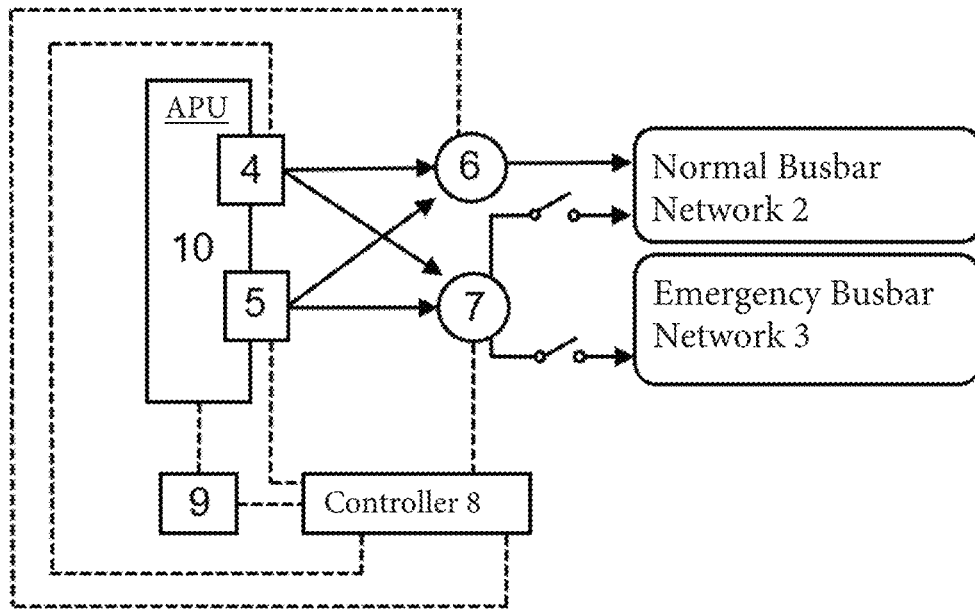 APU
4
6
Normal Busbar
Network 2
10
5
7
Emergency Busbar
Network 3
9
Controller 8